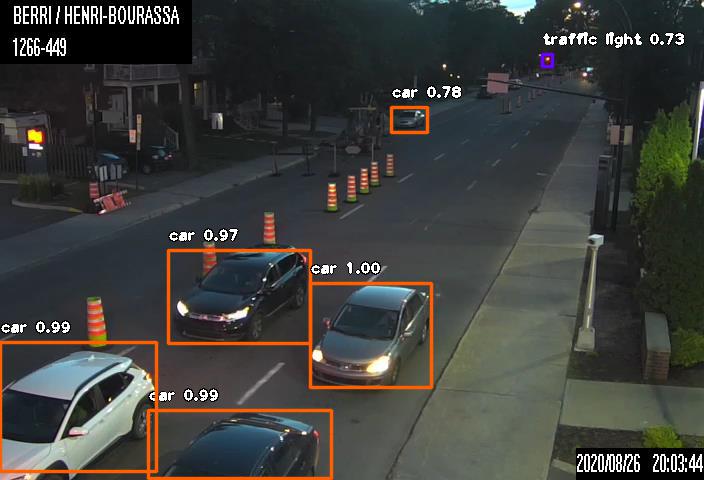 BERRI / HENRI-BOURASSA
1266-449
traffic light 0.73
car 0.78
car 0.97
car 1.00
car 0.99
car 0.99
2020/08/26 20:03:44